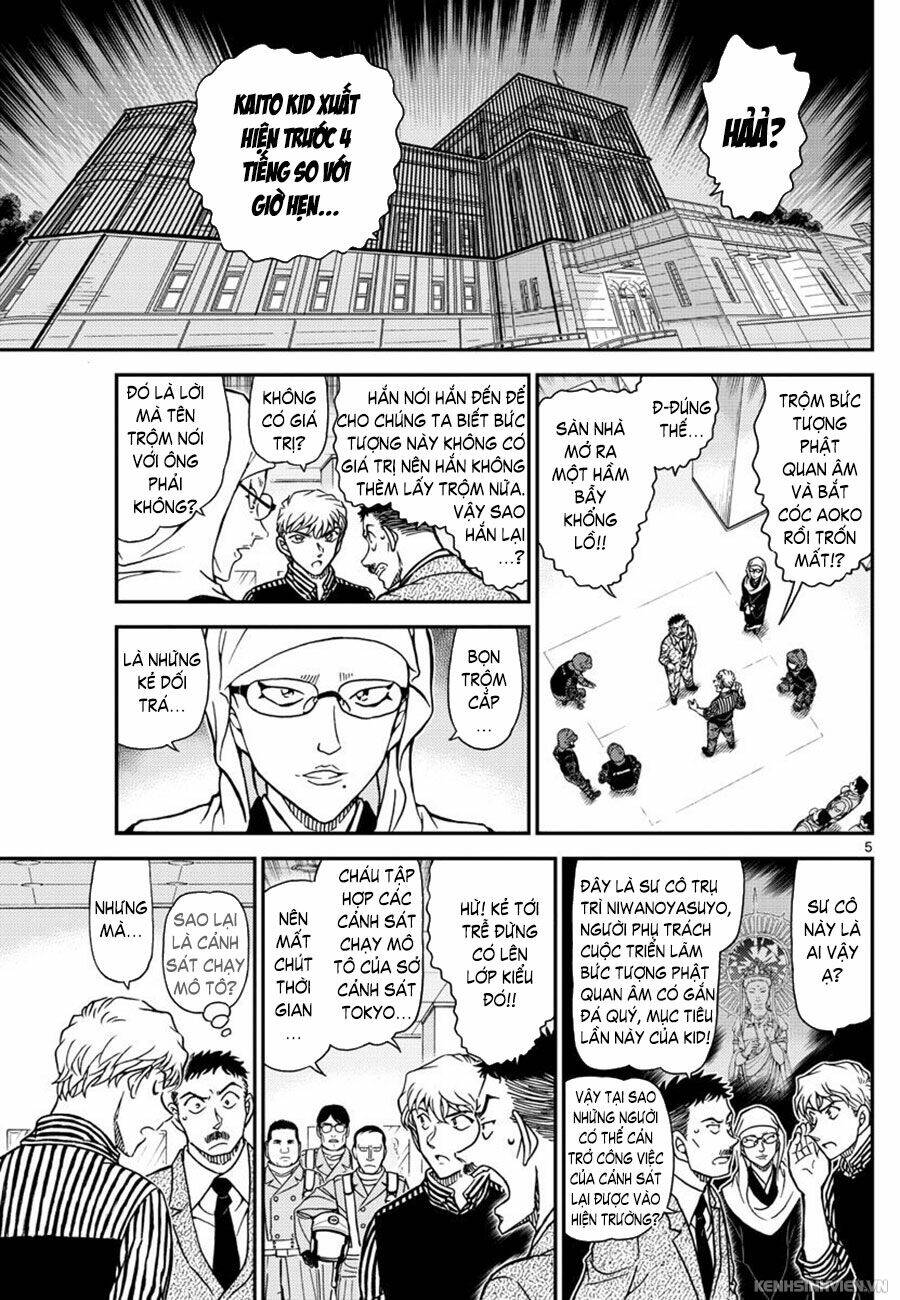 HẢẢ?
KAITO KID XUẤT
HIỆN TRƯỚC 4
TIẾNG SO VỚI
GIỜ HẸN...
TRỘM BỨC
TƯỢNG
PHẬT
QUAN ÂM
VÀ BẮT
CÓC AOKO
RỒI TRỐN
MẤT!?
Đ-ĐÚNG
THẾ...
SÀN NHÀ
MỞ RA
MỘT HẦM
BẪY
KHỔNG
LỒ!!
HẮN NÓI HẮN ĐẾN ĐỂ
CHO CHÚNG TA BIẾT BỨC
TƯỢNG NÀY KHÔNG CÓ
GIÁ TRỊ NÊN HẮN KHÔNG
THÈM LẤY TRỘM NỮA.
VẬY SAO
HẮN LẠI
...?
KHÔNG
CÓ GIÁ
TRỊ?
ĐÓ LÀ LỜI
MÀ TÊN
TRỘM NÓI
VỚI ÔNG
PHẢI
KHÔNG?
BỌN
TRỘM
CẮP
...
LÀ NHỮNG
KẺ DỐI
TRÁ...
5
SƯ CÔ
NÀY LÀ
AI VẬY
Ạ?
ĐÂY LÀ SƯ CÔ TRỤ
TRÌ NIWANOYASUYO,
NGƯỜI PHỤ TRÁCH
CUỘC TRIỂN LÃM
BỨC TƯỢNG PHẬT
QUAN ÂM CÓ GẮN
ĐÁ QUÝ, MỤC TIÊU
LẦN NÀY CỦA KID!
VẬY TẠI SAO
NHỮNG NGƯỜI
CÓ THỂ CẢN
TRỞ CÔNG VIỆC
CỦA CẢNH SÁT
LẠI ĐƯỢC VÀO
HIỆN TRƯỜNG?
HỪ! KẺ TỚI
TRỄ ĐỪNG
CÓ LÊN
LỚP KIỂU
ĐÓ!!
CHÁU TẬP
HỢP CÁC
CẢNH SÁT
CHẠY MÔ
TÔ CỦA SỞ
CẢNH SÁT
TOKYO...
NÊN
MẤT
CHÚT
THỜI
GIAN
...
SAO LẠI
LÀ CẢNH
SÁT CHẠY
MÔ TÔ?
NHƯNG
MÀ...
KENHSINHVIEN.VN